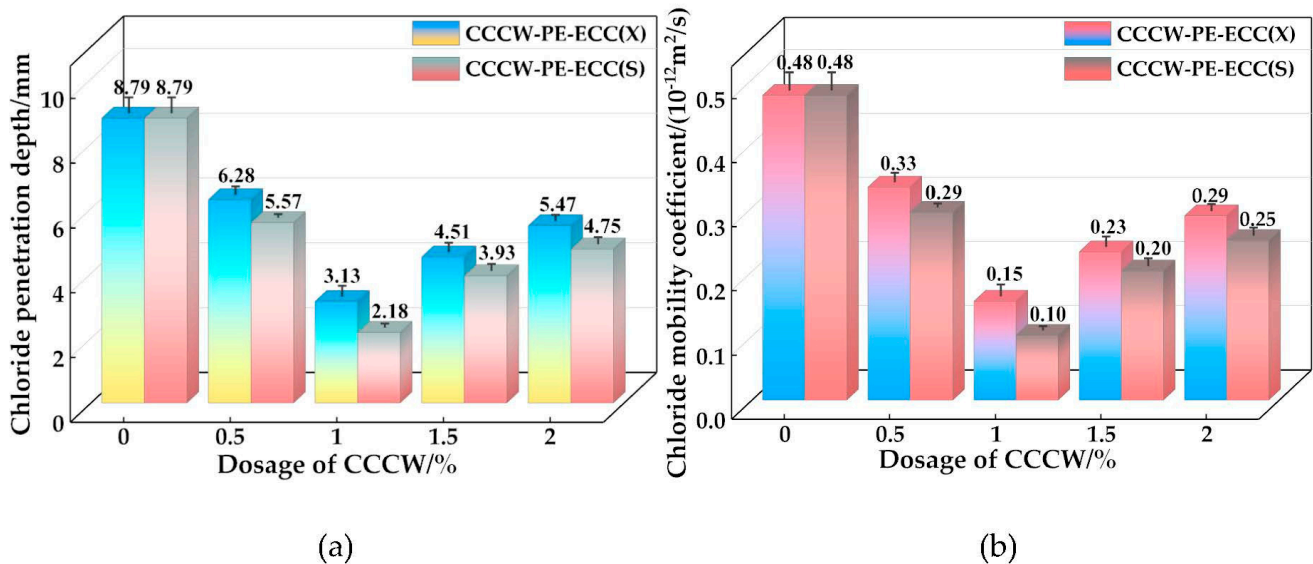 Chloride penetration depth/mm
10
8
6
4
2
0
CCCW-PE-ECC(X)
CCCW-PE-ECC(S)
8.79 8.79
6.28
5.57
3.13
2.18
4.51
3.93
5.47
4.75
0 0.5 1 1.5 2
Dosage of CCCW/%
(a)
Chloride mobility coefficient/(10⁻¹²m²/s)
0.5
0.4
0.3
0.2
0.1
0.0
CCCW-PE-ECC(X)
CCCW-PE-ECC(S)
0.48 0.48
0.33
0.29
0.15
0.10
0.23
0.20
0.29
0.25
0 0.5 1 1.5 2
Dosage of CCCW/%
(b)